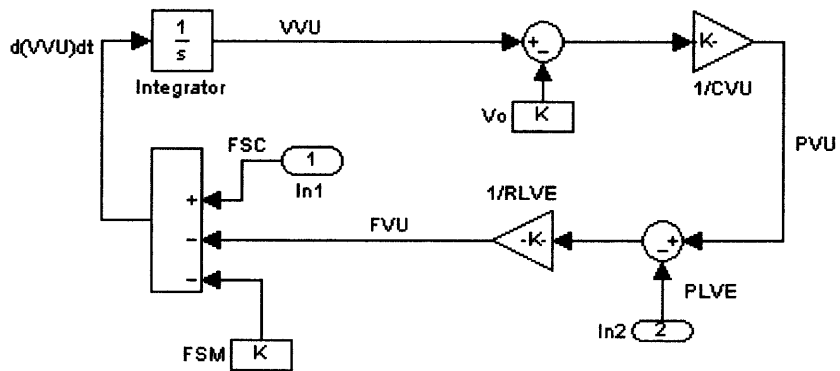 d(VVU)dt
1
s
Integrator
VVU
+
-
Vo
K
-K-
1/CVU
PVU
FSC
1
In1
1/RLVE
+
-
-
FVU
-K-
-
+
PLVE
In2
2
FSM
K